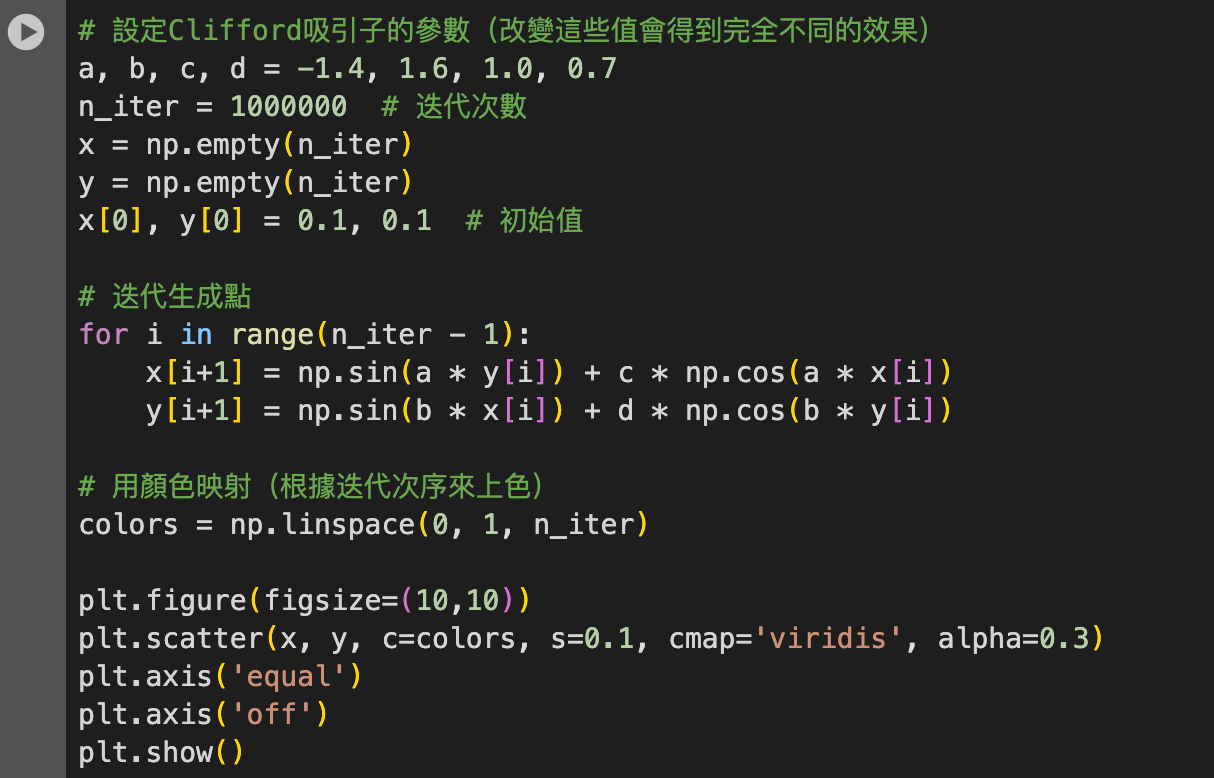 # 設定Clifford吸引子的參數（改變這些值會得到完全不同的效果）
a, b, c, d = -1.4, 1.6, 1.0, 0.7
n_iter = 1000000  # 迭代次數
x = np.empty(n_iter)
y = np.empty(n_iter)
x[0], y[0] = 0.1, 0.1  # 初始值

# 迭代生成點
for i in range(n_iter - 1):
    x[i+1] = np.sin(a * y[i]) + c * np.cos(a * x[i])
    y[i+1] = np.sin(b * x[i]) + d * np.cos(b * y[i])

# 用顏色映射（根據迭代次序來上色）
colors = np.linspace(0, 1, n_iter)

plt.figure(figsize=(10,10))
plt.scatter(x, y, c=colors, s=0.1, cmap='viridis', alpha=0.3)
plt.axis('equal')
plt.axis('off')
plt.show()